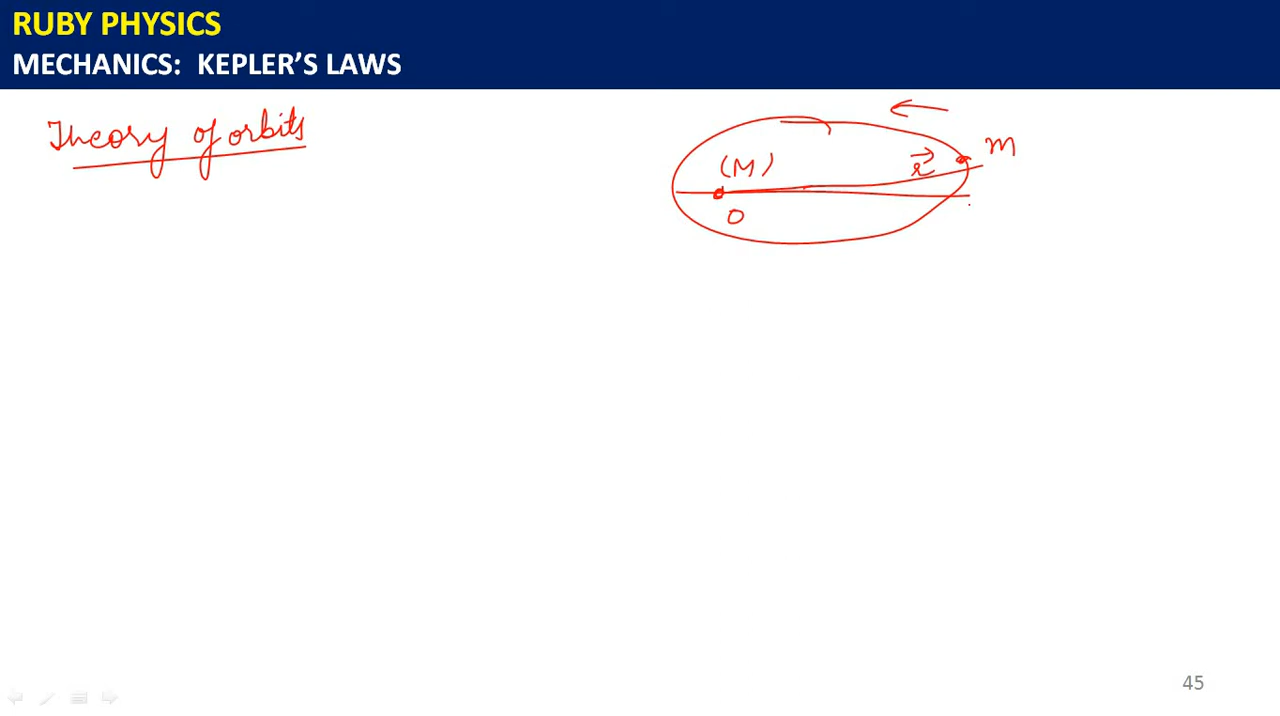 RUBY PHYSICS
MECHANICS: KEPLER'S LAWS
Theory of orbits
(M)
r
m
O
45